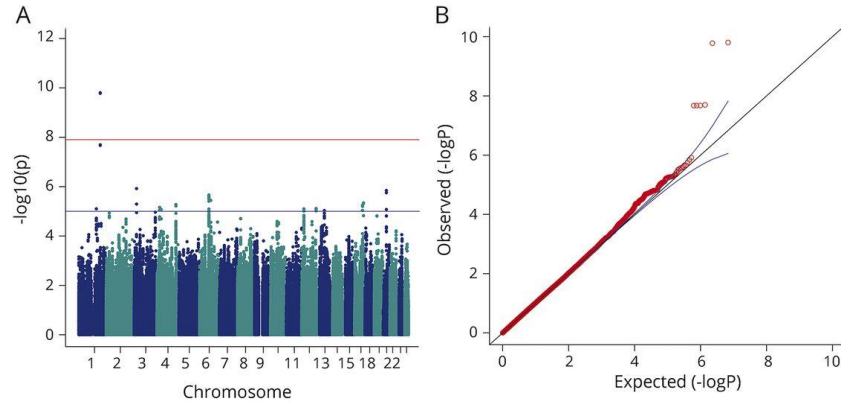 A
12
10
8
6
4
2
0
-log10(p)
1 2 3 4 5 6 7 8 9 11 13 15 18 22
Chromosome
B
10
8
6
4
2
0
Observed (-logP)
0 2 4 6 8 10
Expected (-logP)